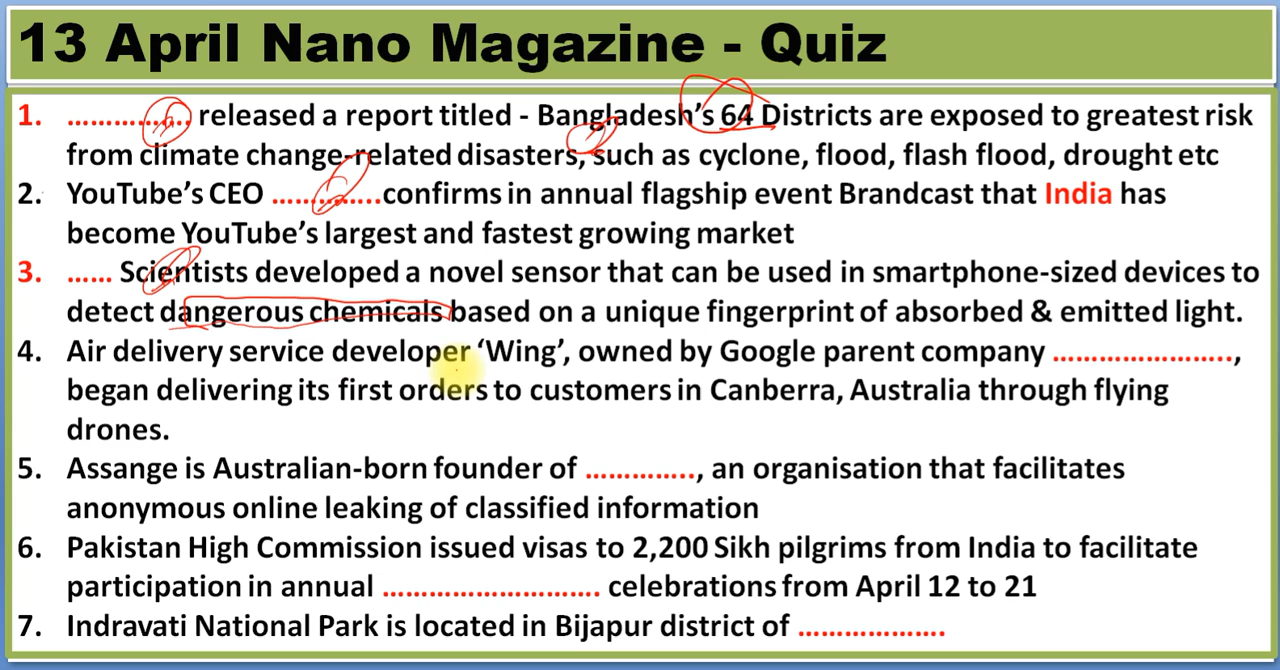 13 April Nano Magazine - Quiz
1. ................... released a report titled - Bangladesh's 64 Districts are exposed to greatest risk
from climate change-related disasters, such as cyclone, flood, flash flood, drought etc
2. YouTube's CEO ................confirms in annual flagship event Brandcast that India has
become YouTube's largest and fastest growing market
3. ...... Scientists developed a novel sensor that can be used in smartphone-sized devices to
detect dangerous chemicals based on a unique fingerprint of absorbed & emitted light.
4. Air delivery service developer ‘Wing’, owned by Google parent company ........................,
began delivering its first orders to customers in Canberra, Australia through flying
drones.
5. Assange is Australian-born founder of .............., an organisation that facilitates
anonymous online leaking of classified information
6. Pakistan High Commission issued visas to 2,200 Sikh pilgrims from India to facilitate
participation in annual ............................ celebrations from April 12 to 21
7. Indravati National Park is located in Bijapur district of ...................